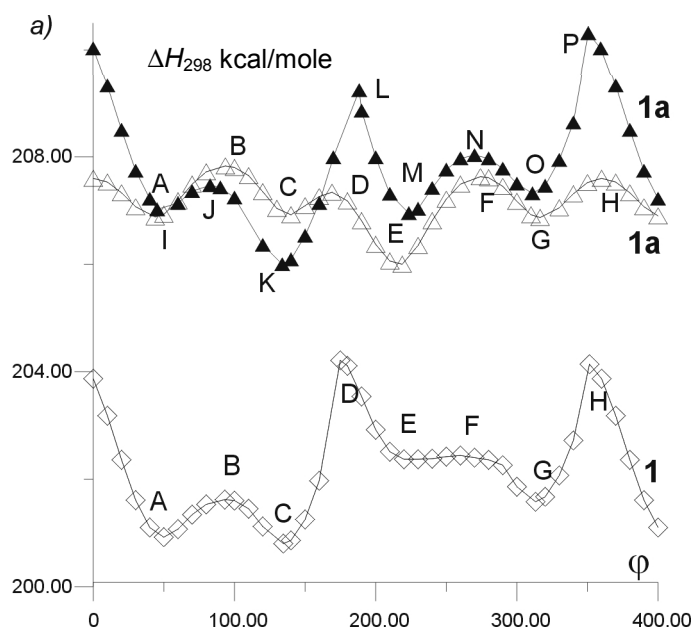 a)
ΔH298 kcal/mole
P
L
1a
208.00
A
B
C
D
M
N
O
I
J
E
F
G
H
1a
K
204.00
D
H
E
F
A
B
C
G
1
φ
200.00
0
100.00
200.00
300.00
400.00